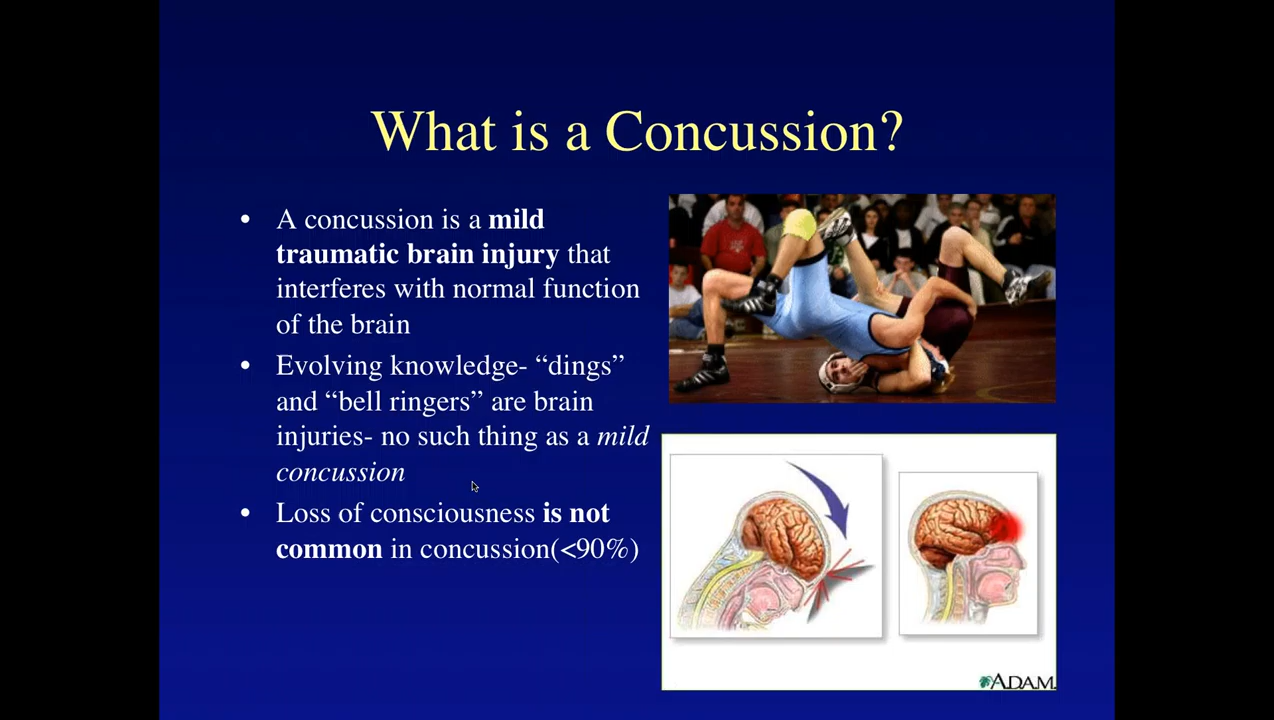 What is a Concussion?
• A concussion is a mild
traumatic brain injury that
interferes with normal function
of the brain
• Evolving knowledge- “dings”
and “bell ringers” are brain
injuries- no such thing as a mild
concussion
• Loss of consciousness is not
common in concussion(<90%)
ADAM.